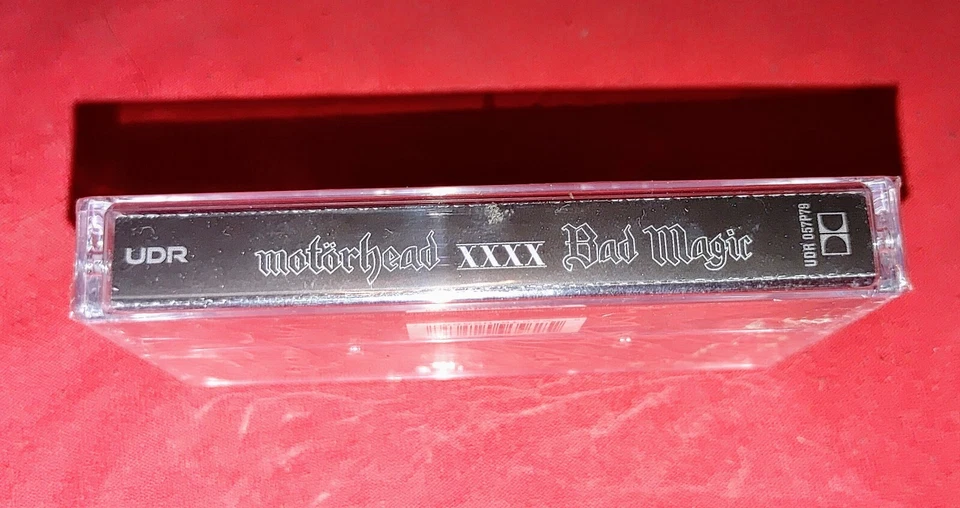 UDR
motörhead XXXX Bad Magic
UDR 057P79